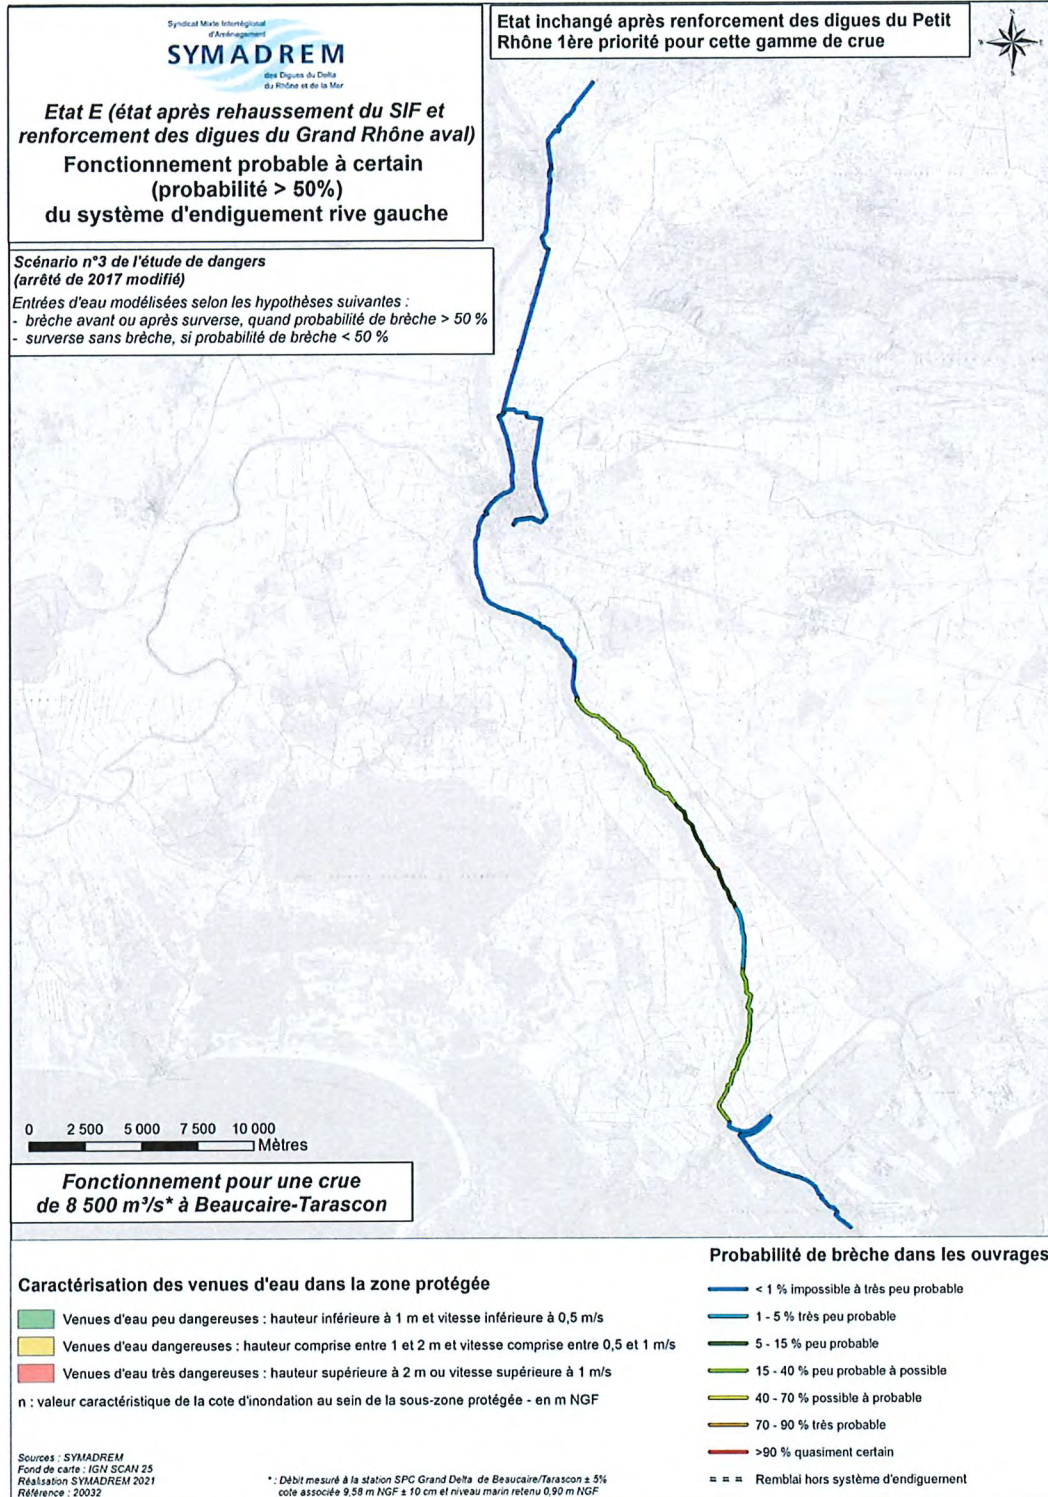 Syndicat Mixte Interrégional
d'Aménagement
SYMADREM
des Digues du Delta
du Rhône et de la Mer
Etat E (état après rehaussement du SIF et
renforcement des digues du Grand Rhône aval)
Fonctionnement probable à certain
(probabilité > 50%)
du système d'endiguement rive gauche
Etat inchangé après renforcement des digues du Petit
Rhône 1ère priorité pour cette gamme de crue
N
Scénario n°3 de l'étude de dangers
(arrêté de 2017 modifié)
Entrées d'eau modélisées selon les hypothèses suivantes :
- brèche avant ou après surverse, quand probabilité de brèche > 50 %
- surverse sans brèche, si probabilité de brèche < 50 %
0 2 500 5 000 7 500 10 000
Mètres
Fonctionnement pour une crue
de 8 500 m³/s* à Beaucaire-Tarascon
Caractérisation des venues d'eau dans la zone protégée
Venues d'eau peu dangereuses : hauteur inférieure à 1 m et vitesse inférieure à 0,5 m/s
Venues d'eau dangereuses : hauteur comprise entre 1 et 2 m et vitesse comprise entre 0,5 et 1 m/s
Venues d'eau très dangereuses : hauteur supérieure à 2 m ou vitesse supérieure à 1 m/s
n : valeur caractéristique de la cote d'inondation au sein de la sous-zone protégée - en m NGF
Probabilité de brèche dans les ouvrages
< 1 % impossible à très peu probable
1 - 5 % très peu probable
5 - 15 % peu probable
15 - 40 % peu probable à possible
40 - 70 % possible à probable
70 - 90 % très probable
>90 % quasiment certain
Remblai hors système d'endiguement
Sources : SYMADREM
Fond de carte : IGN SCAN 25
Réalisation SYMADREM 2021
Référence : 20032
* : Débit mesuré à la station SPC Grand Delta de Beaucaire/Tarascon ± 5%
cote associée 9,58 m NGF ± 10 cm et niveau marin retenu 0,90 m NGF